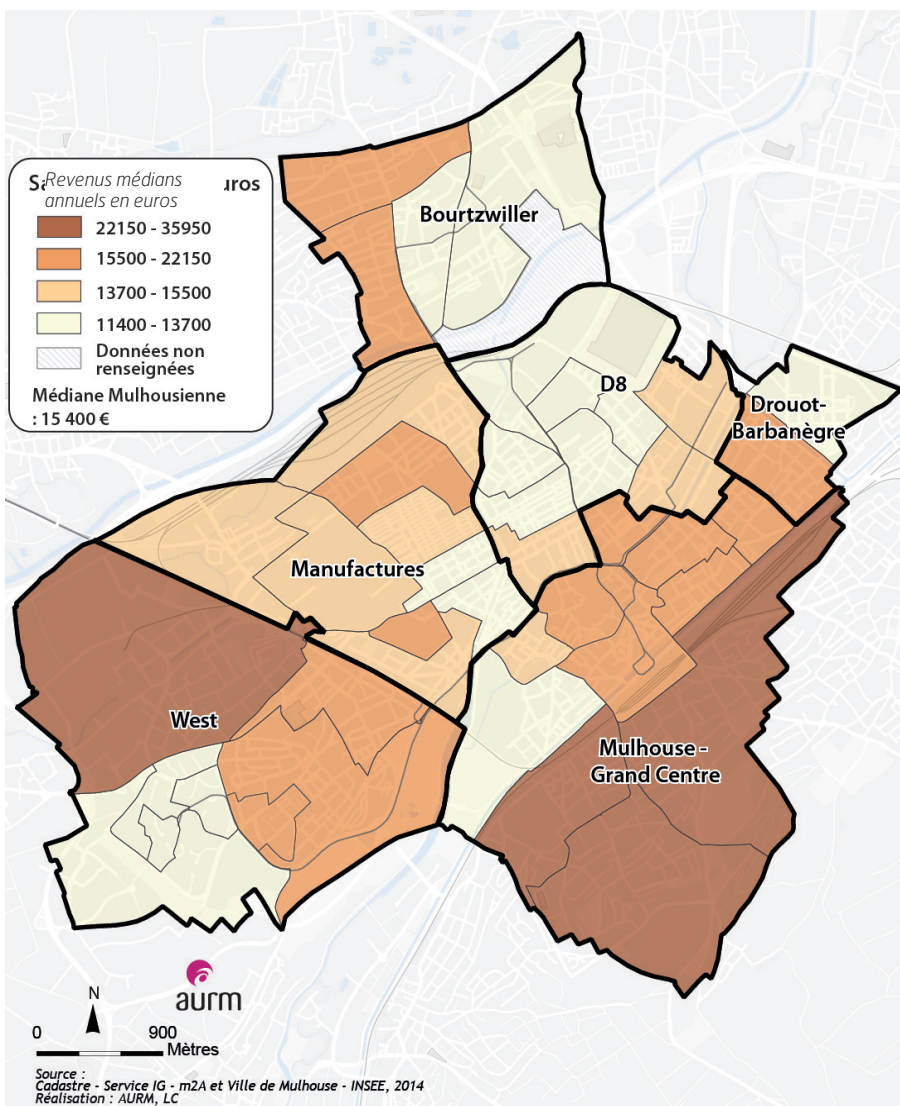 Revenus médians
annuels en euros
22150 - 35950
15500 - 22150
13700 - 15500
11400 - 13700
Données non
renseignées
Médiane Mulhousienne
: 15 400 €
Bourtzwiller
D8
Drouot-
Barbanègre
Manufactures
West
Mulhouse -
Grand Centre
aurm
N
0 900
Mètres
Source :
Cadastre - Service IG - m2A et Ville de Mulhouse - INSEE, 2014
Réalisation : AURM, LC